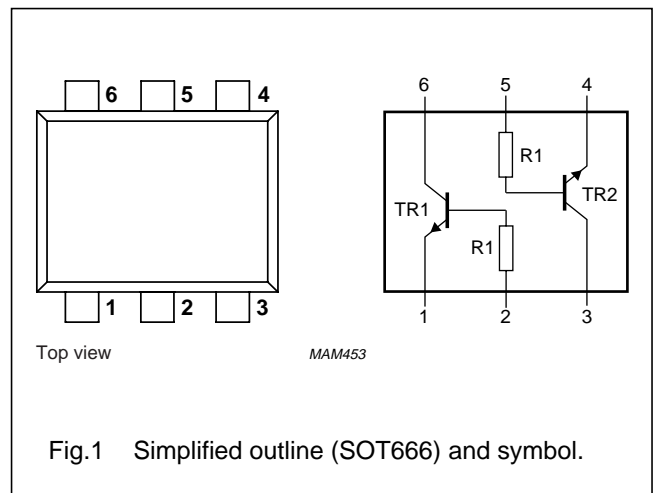 6 5 4
6 5 4
R1
TR1
TR2
R1
1 2 3
1 2 3
Top view
MAM453
Fig.1 Simplified outline (SOT666) and symbol.